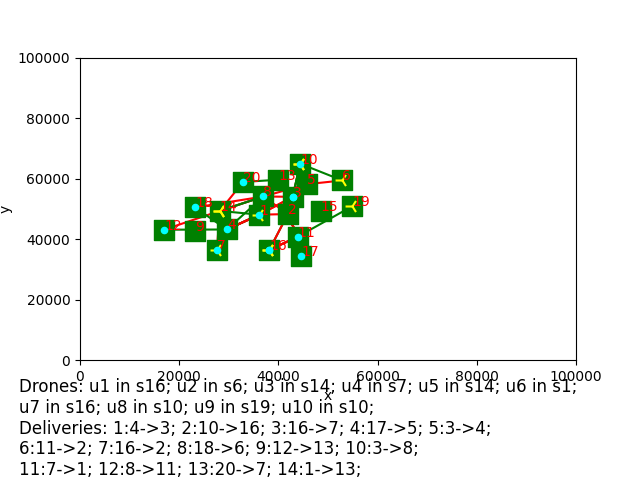 100000
80000
60000
40000
20000
0
y
0 20000 40000 60000 80000 100000
x
Drones: u1 in s16; u2 in s6; u3 in s14; u4 in s7; u5 in s14; u6 in s1;
u7 in s16; u8 in s10; u9 in s19; u10 in s10;
Deliveries: 1:4->3; 2:10->16; 3:16->7; 4:17->5; 5:3->4;
6:11->2; 7:16->2; 8:18->6; 9:12->13; 10:3->8;
11:7->1; 12:8->11; 13:20->7; 14:1->13;